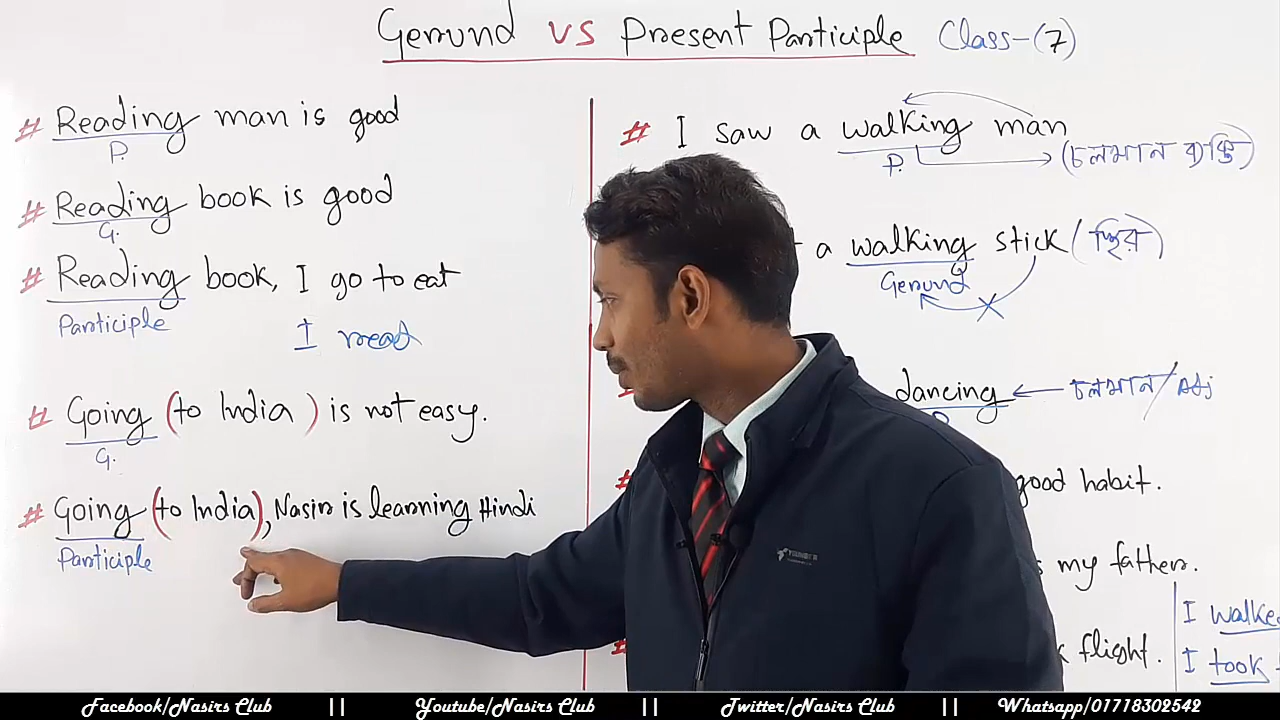 Gerund vs Present Participle Class-(7)
# Reading man is good
P.
# Reading book is good
G.
# Reading book, I go to eat
Participle
I read
# Going (to India) is not easy.
G.
# Going (to India), Nasir is learning Hindi
Participle
# I saw a walking man
P. (চলমান ব্যক্তি)
a walking stick (স্থির)
Gerund
dancing চলমান/Adj
good habit.
my father.
flight.
I walked
I took
Facebook/Nasirs Club || Youtube/Nasirs Club || Twitter/Nasirs Club || Whatsapp/01718302542